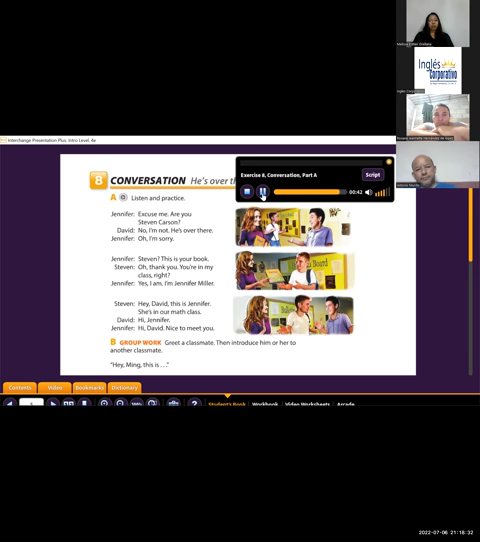 Inglés
Corporativo
Interchange Presentation Plus, Intro Level, 4e
8 CONVERSATION He's over th
Exercise 8, Conversation, Part A
Script
00:42
A Listen and practice.
Jennifer: Excuse me. Are you
Steven Carson?
David: No, I'm not. He's over there.
Jennifer: Oh, I'm sorry.
Jennifer: Steven? This is your book.
Steven: Oh, thank you. You're in my
class, right?
Jennifer: Yes, I am. I'm Jennifer Miller.
Steven: Hey, David, this is Jennifer.
She's in our math class.
David: Hi, Jennifer.
Jennifer: Hi, David. Nice to meet you.
B GROUP WORK Greet a classmate. Then introduce him or her to
another classmate.
"Hey, Ming, this is . . ."
Contents Video Bookmarks Dictionary
Student's Book Workbook Video Worksheets Arcade
2022-07-06 21:18:32